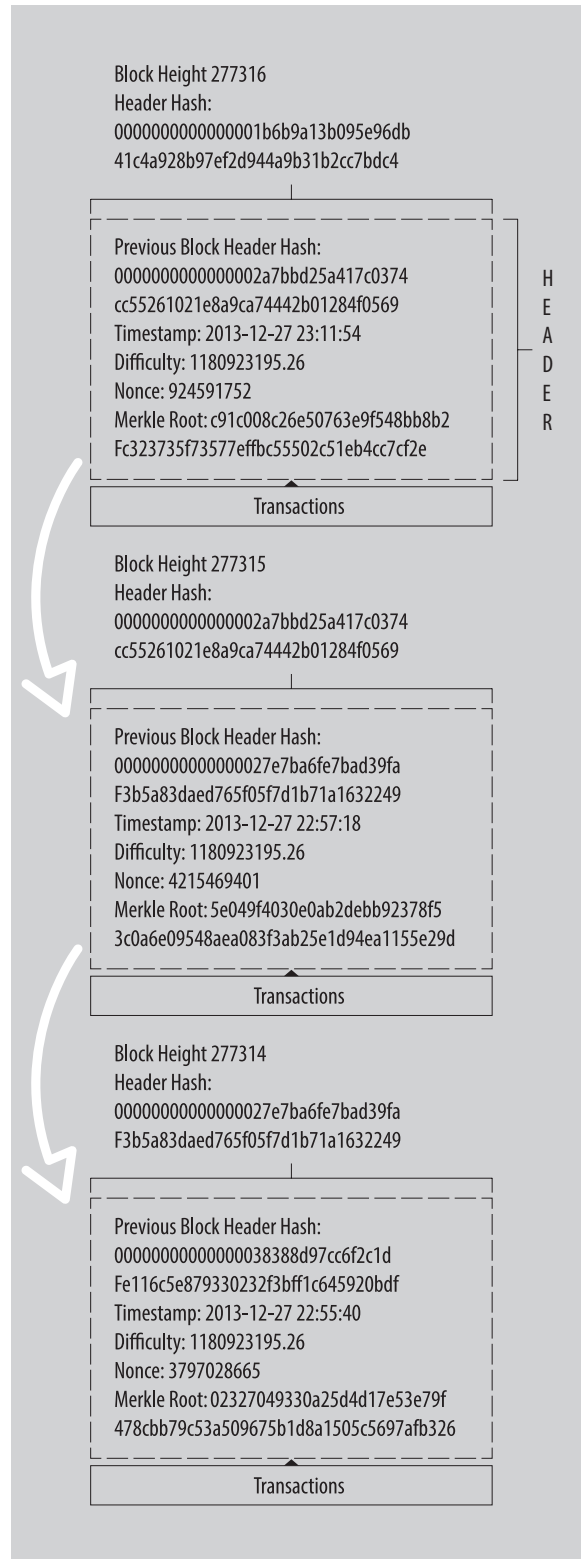 Block Height 277316
Header Hash:
0000000000000001b6b9a13b095e96db
41c4a928b97ef2d944a9b31b2cc7bdc4
Previous Block Header Hash:
0000000000000002a7bbd25a417c0374
cc55261021e8a9ca74442b01284f0569
Timestamp: 2013-12-27 23:11:54
Difficulty: 1180923195.26
Nonce: 924591752
Merkle Root: c91c008c26e50763e9f548bb8b2
Fc323735f73577effbc55502c51eb4cc7cf2e
HEADER
Transactions
Block Height 277315
Header Hash:
0000000000000002a7bbd25a417c0374
cc55261021e8a9ca74442b01284f0569
Previous Block Header Hash:
00000000000000027e7ba6fe7bad39fa
F3b5a83daed765f05f7d1b71a1632249
Timestamp: 2013-12-27 22:57:18
Difficulty: 1180923195.26
Nonce: 4215469401
Merkle Root: 5e049f4030e0ab2debb92378f5
3c0a6e09548aea083f3ab25e1d94ea1155e29d
Transactions
Block Height 277314
Header Hash:
00000000000000027e7ba6fe7bad39fa
F3b5a83daed765f05f7d1b71a1632249
Previous Block Header Hash:
00000000000000038388d97cc6f2c1d
Fe116c5e879330232f3bff1c645920bdf
Timestamp: 2013-12-27 22:55:40
Difficulty: 1180923195.26
Nonce: 3797028665
Merkle Root: 02327049330a25d4d17e53e79f
478cbb79c53a509675b1d8a1505c5697afb326
Transactions